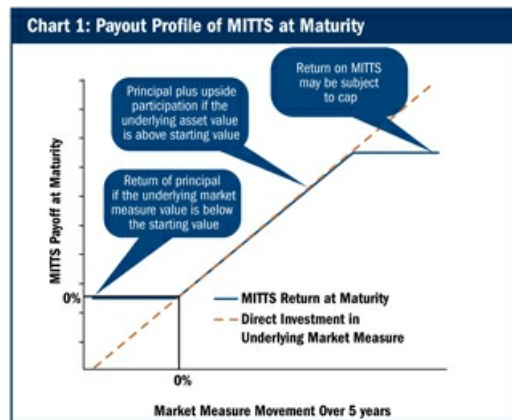 Chart 1: Payout Profile of MITTS at Maturity
Return on MITTS
may be subject
to cap
Principal plus upside
participation if the
underlying asset value
is above starting value
Return of principal
if the underlying market
measure value is below
the starting value
MITTS Payoff at Maturity
0%
MITTS Return at Maturity
Direct Investment in
Underlying Market Measure
0%
Market Measure Movement Over 5 years